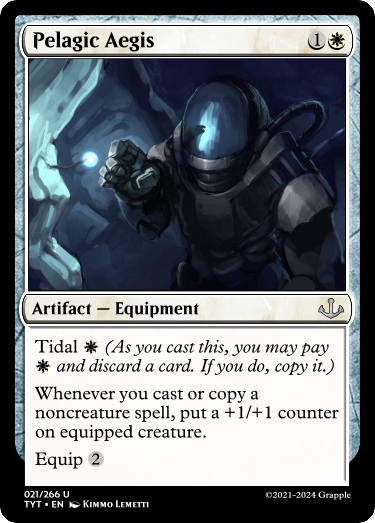 Pelagic Aegis 1
Artifact — Equipment
Tidal (As you cast this, you may pay
and discard a card. If you do, copy it.)
Whenever you cast or copy a
noncreature spell, put a +1/+1 counter
on equipped creature.
Equip 2
021/266 U
TYT • EN Kimmo Lemetti
©2021-2024 Grapple